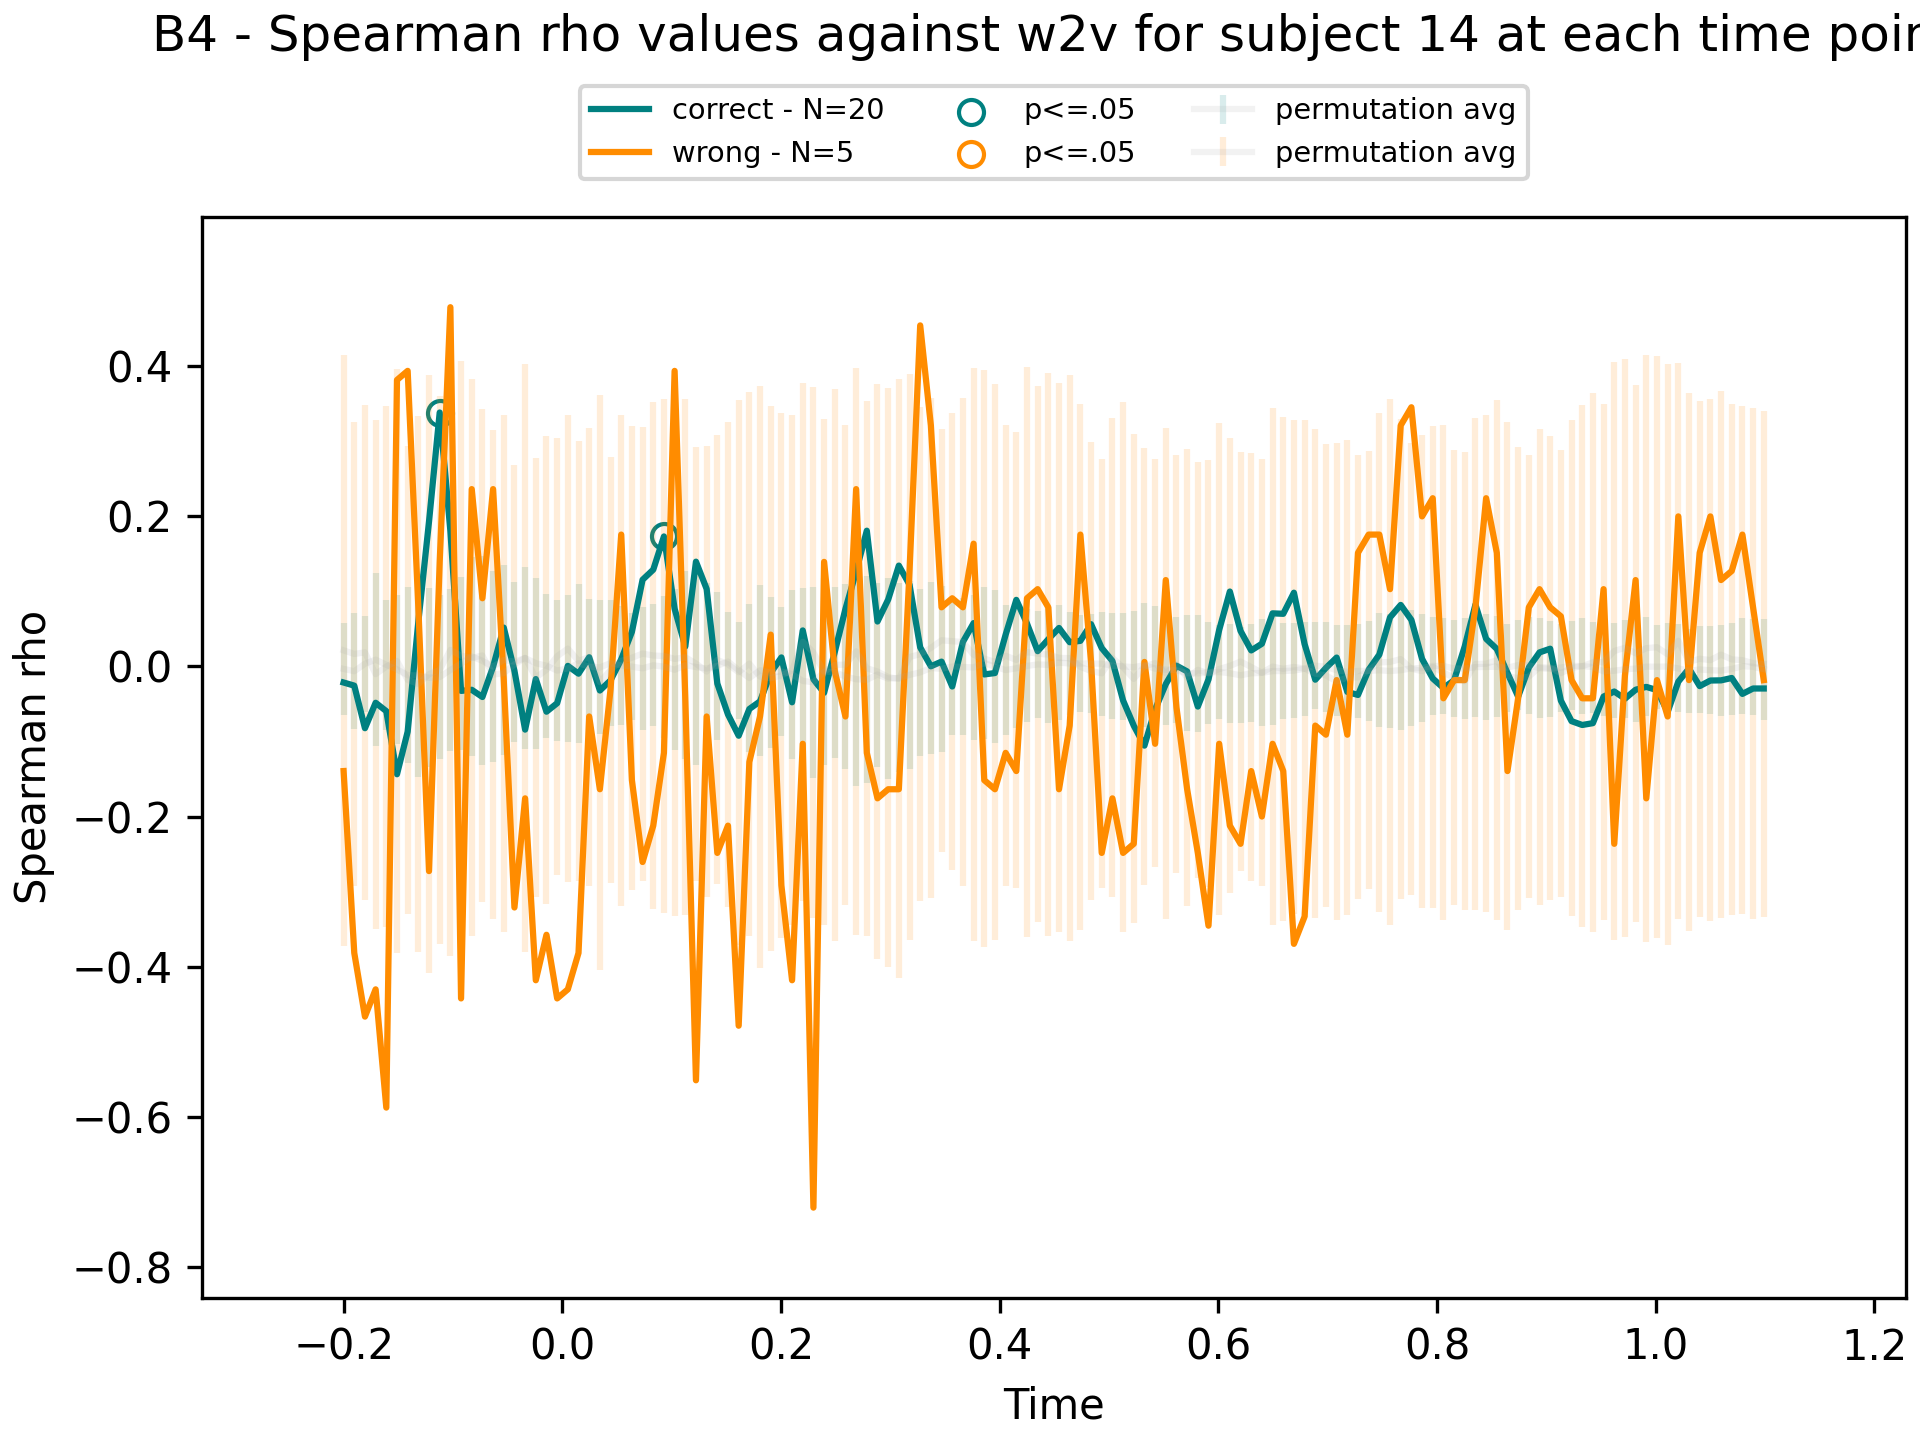 B4 - Spearman rho values against w2v for subject 14 at each time
correct - N=20 p<=.05 permutation avg
wrong - N=5 p<=.05 permutation avg
Spearman rho
0.4
0.2
0.0
−0.2
−0.4
−0.6
−0.8
−0.2 0.0 0.2 0.4 0.6 0.8 1.0 1.2
Time